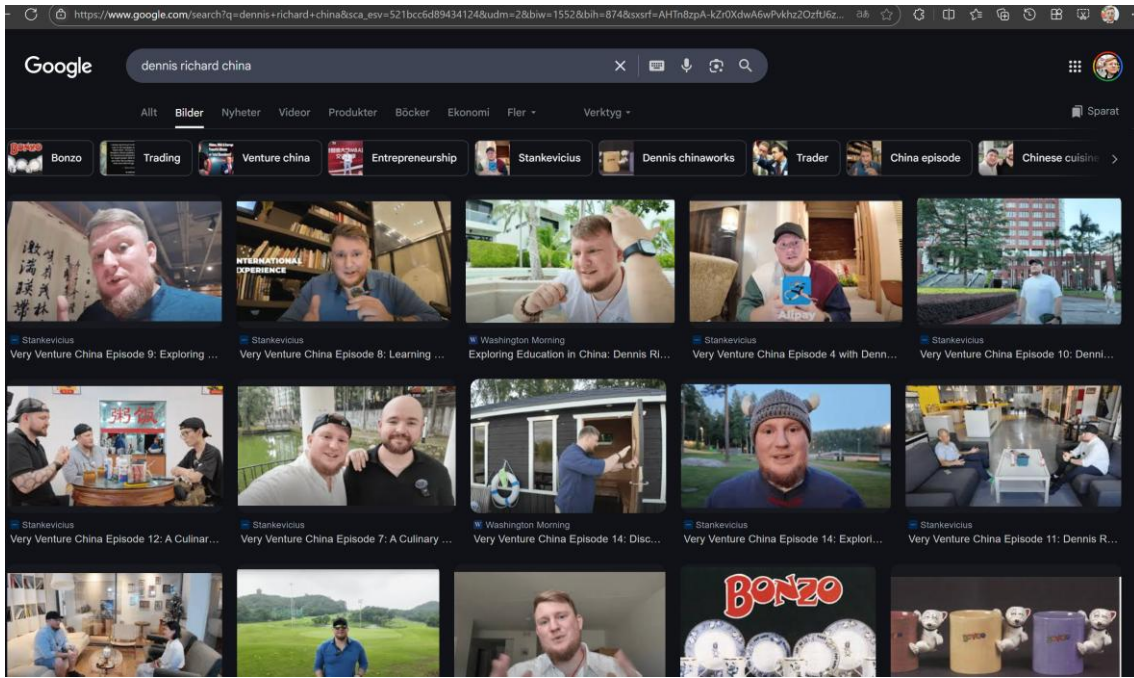 https://www.google.com/search?q=dennis+richard+china&sca_esv=521bcc6d89434124&udm=2&biw=1552&bih=874&sxsrf=AHTn8zpA-kZr0XdwA6wPvkhz2OzftJ6z...
Google
dennis richard china
Allt Bilder Nyheter Videor Produkter Böcker Ekonomi Fler Verktyg
Sparat
Bonzo Trading Venture china Entrepreneurship Stankevicius Dennis chinaworks Trader China episode Chinese cuisine
INTERNATIONAL
EXPERIENCE
Alipay
Stankevicius
Very Venture China Episode 9: Exploring ...
Stankevicius
Very Venture China Episode 8: Learning ...
Washington Morning
Exploring Education in China: Dennis Ri...
Stankevicius
Very Venture China Episode 4 with Denn...
Stankevicius
Very Venture China Episode 10: Denni...
Stankevicius
Very Venture China Episode 12: A Culinar...
Stankevicius
Very Venture China Episode 7: A Culinary ...
Washington Morning
Very Venture China Episode 14: Disc...
Stankevicius
Very Venture China Episode 14: Explori...
Stankevicius
Very Venture China Episode 11: Dennis R...
BONZO